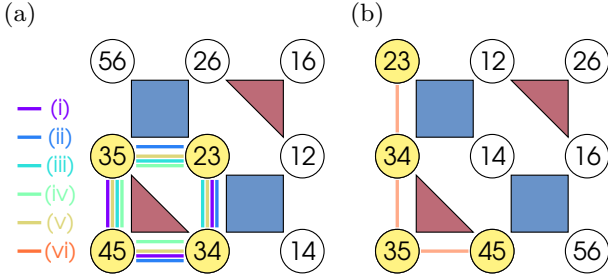 (a)
56 26 16
(i)
(ii)
(iii)
(iv)
(v)
(vi)
35 23 12
45 34 14
(b)
23 12 26
34 14 16
35 45 56